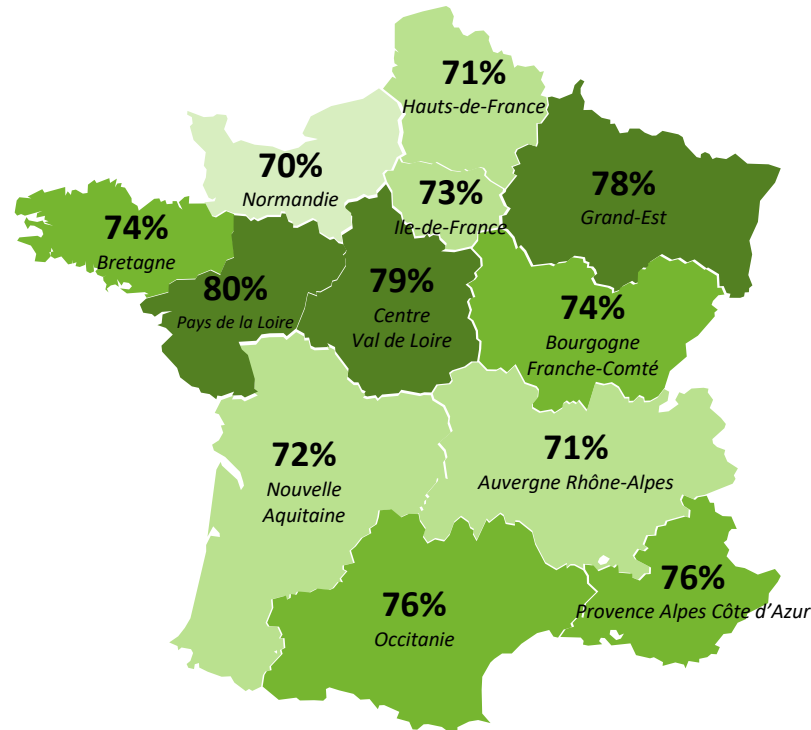 71%
Hauts-de-France
70%
Normandie
73%
Ile-de-France
78%
Grand-Est
74%
Bretagne
80%
Pays de la Loire
79%
Centre
Val de Loire
74%
Bourgogne
Franche-Comté
72%
Nouvelle
Aquitaine
71%
Auvergne Rhône-Alpes
76%
Occitanie
76%
Provence Alpes Côte d’Azur